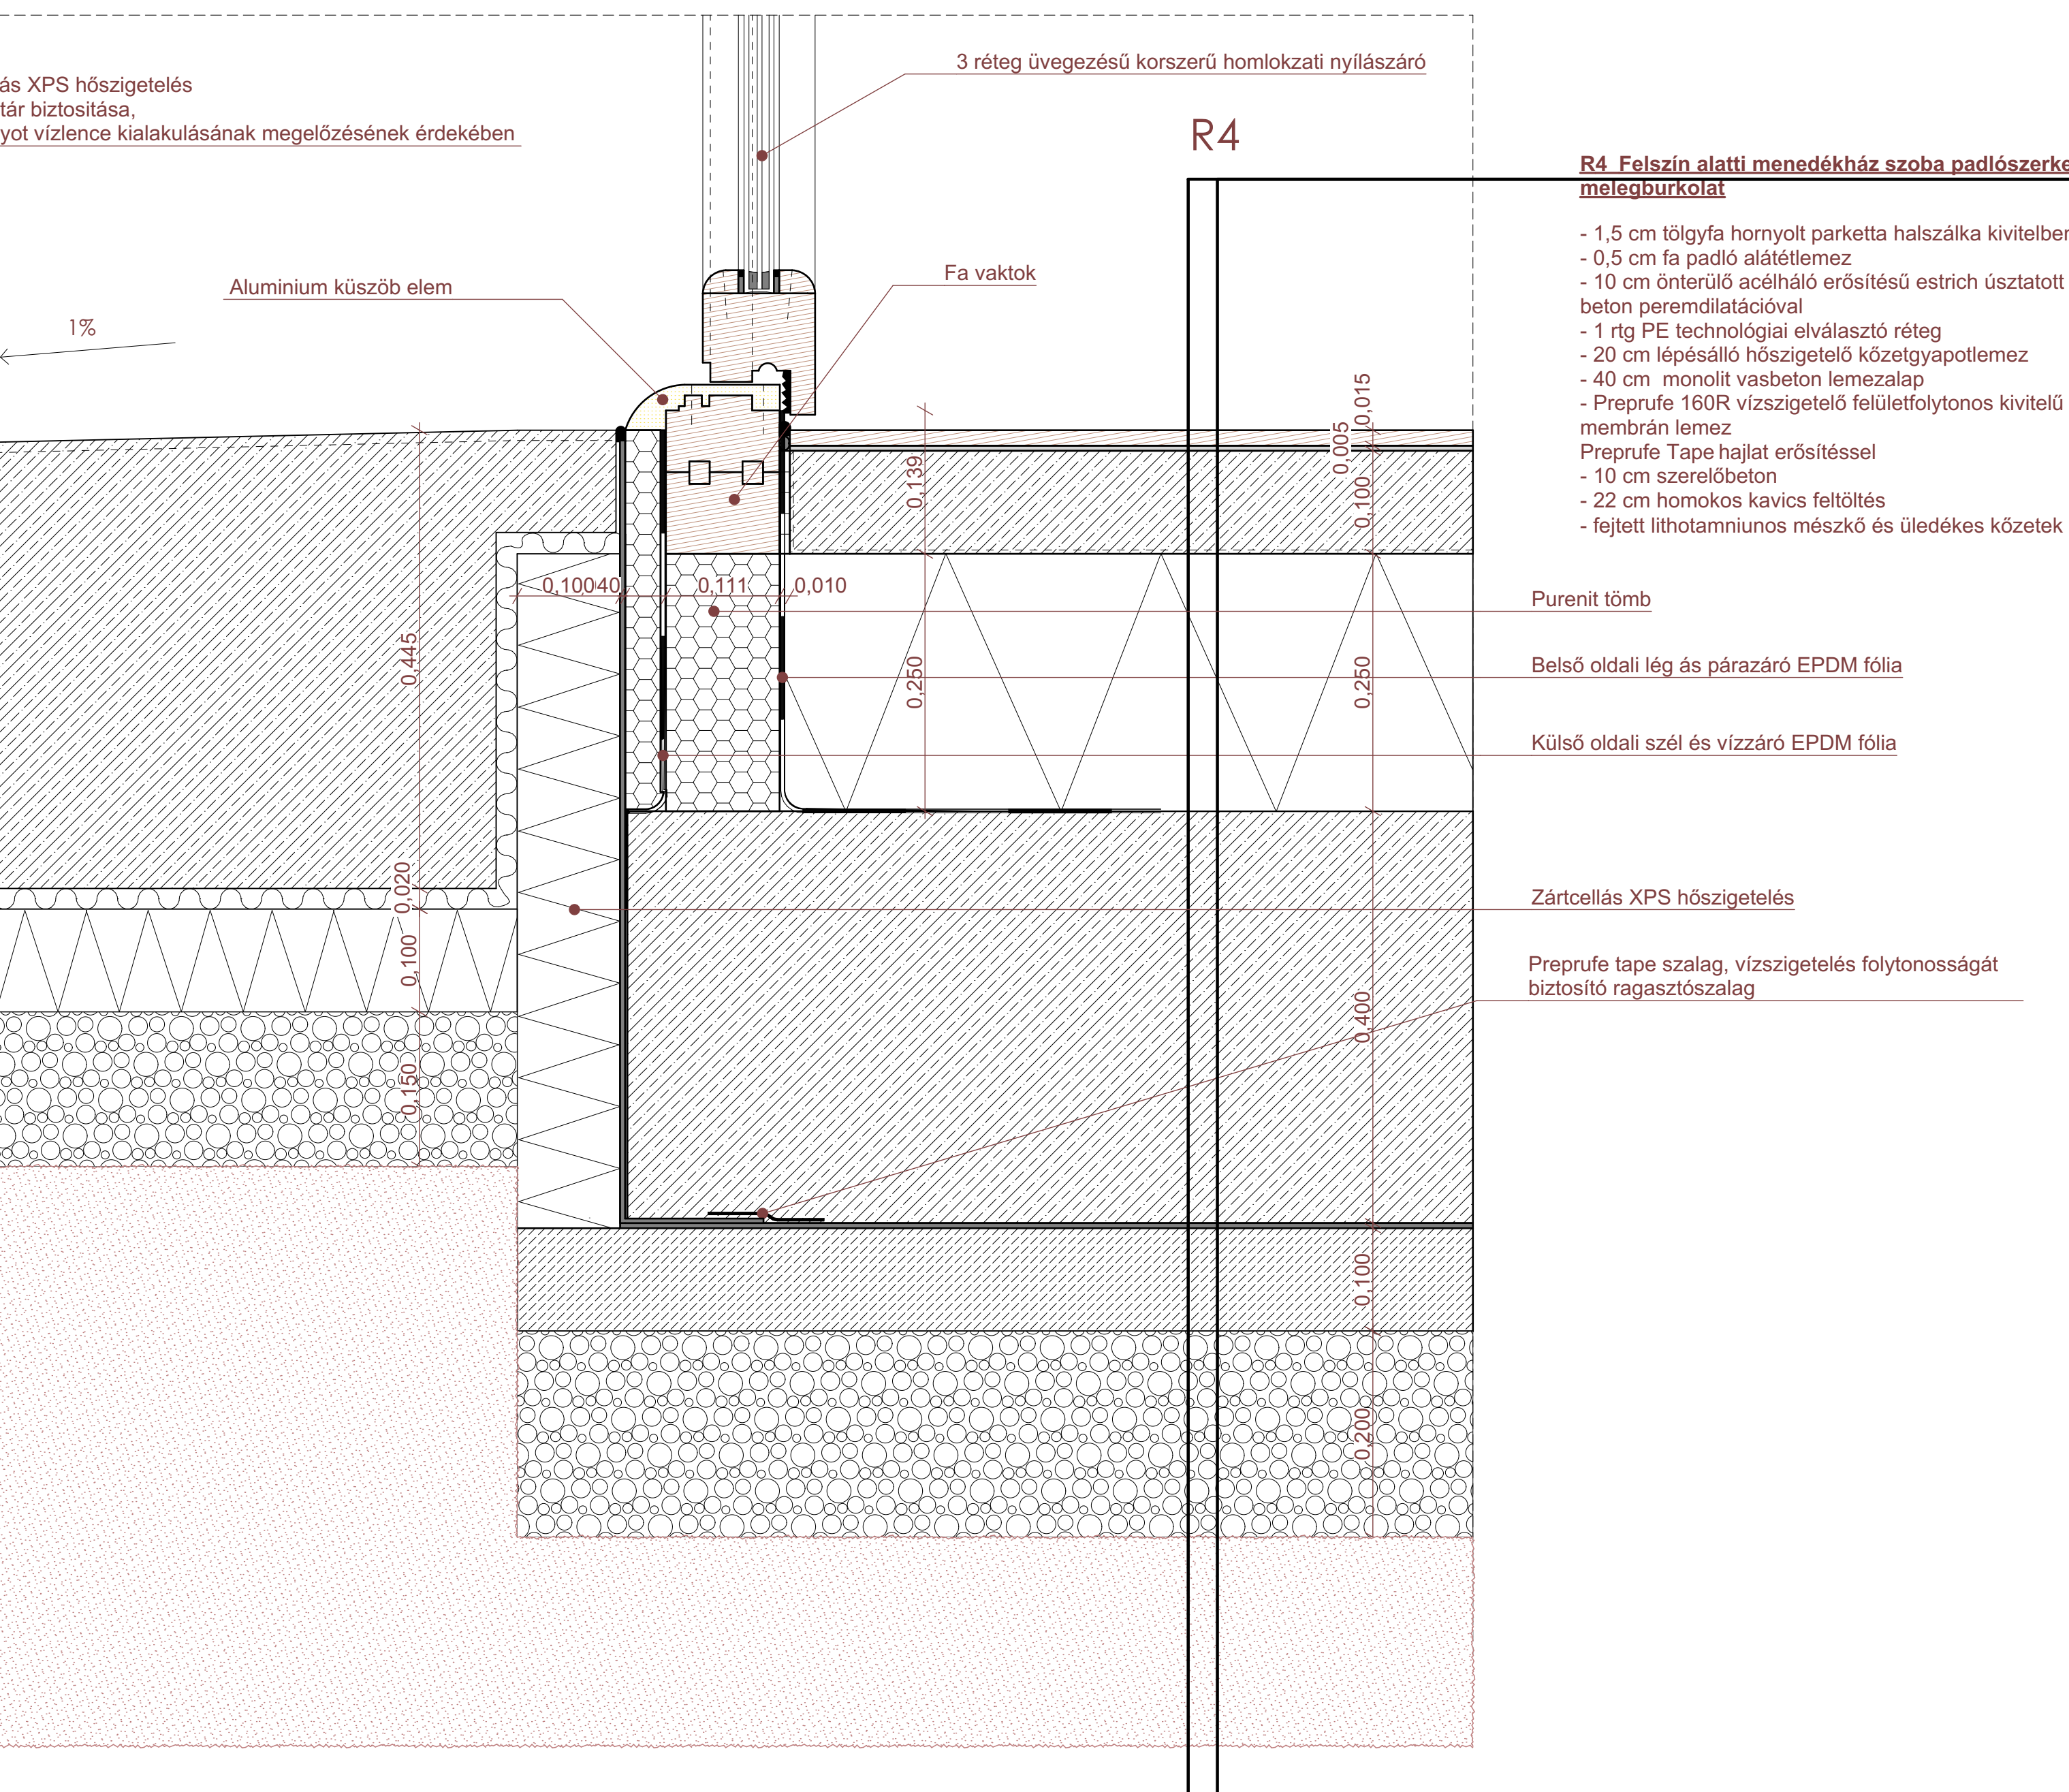 ás XPS hőszigetelés
tár biztositása,
yot vízlence kialakulásának megelőzésének érdekében
3 réteg üvegezésű korszerű homlokzati nyílászáró
R4
R4 Felszín alatti menedékház szoba padlószerke
melegburkolat
- 1,5 cm tölgyfa hornyolt parketta halszálka kivitelben
- 0,5 cm fa padló alátétlemez
- 10 cm önterülő acélháló erősítésű estrich úsztatott
beton peremdilatációval
- 1 rtg PE technológiai elválasztó réteg
- 20 cm lépésálló hőszigetelő kőzetgyapotlemez
- 40 cm monolit vasbeton lemezalap
- Preprufe 160R vízszigetelő felületfolytonos kivitelű
membrán lemez
Preprufe Tape hajlat erősítéssel
- 10 cm szerelőbeton
- 22 cm homokos kavics feltöltés
- fejtett lithotamniunos mészkő és üledékes kőzetek
Aluminium küszöb elem
Fa vaktok
1%
0,015
0,005
0,139
0,100
0,100
40
0,111
0,010
Purenit tömb
0,445
0,250
0,250
Belső oldali lég ás párazáró EPDM fólia
Külső oldali szél és vízzáró EPDM fólia
0,020
Zártcellás XPS hőszigetelés
0,100
Preprufe tape szalag, vízszigetelés folytonosságát
biztosító ragasztószalag
0,400
0,150
0,100
0,200